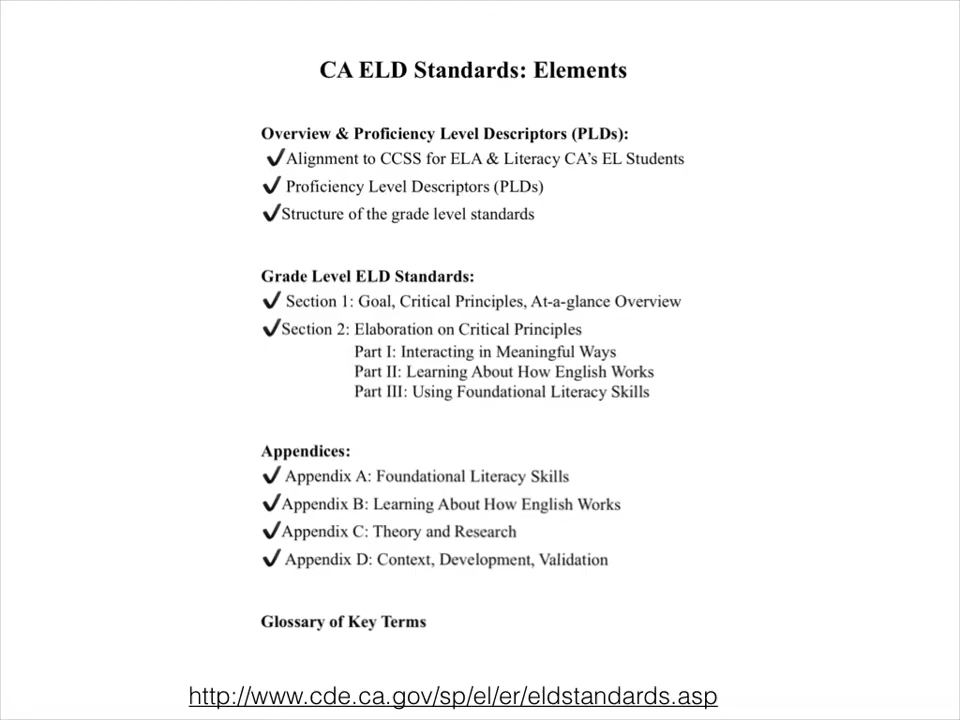 CA ELD Standards: Elements
Overview & Proficiency Level Descriptors (PLDs):
✔Alignment to CCSS for ELA & Literacy CA's EL Students
✔ Proficiency Level Descriptors (PLDs)
✔Structure of the grade level standards
Grade Level ELD Standards:
✔ Section 1: Goal, Critical Principles, At-a-glance Overview
✔Section 2: Elaboration on Critical Principles
Part I: Interacting in Meaningful Ways
Part II: Learning About How English Works
Part III: Using Foundational Literacy Skills
Appendices:
✔ Appendix A: Foundational Literacy Skills
✔Appendix B: Learning About How English Works
✔Appendix C: Theory and Research
✔ Appendix D: Context, Development, Validation
Glossary of Key Terms
http://www.cde.ca.gov/sp/el/er/eldstandards.asp